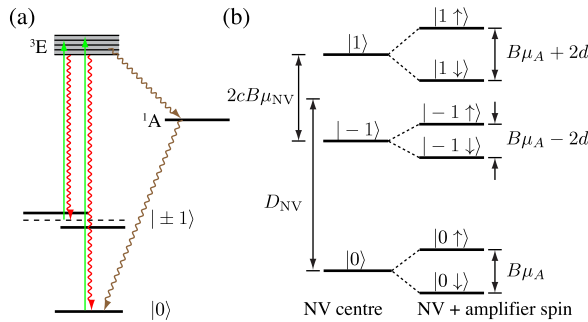 (a)
³E
¹A
| ± 1⟩
|0⟩
(b)
|1⟩
|1 ↑⟩
|1 ↓⟩
Bμ_A + 2d
2cBμ_NV
| − 1⟩
| − 1 ↑⟩
| − 1 ↓⟩
Bμ_A − 2d
D_NV
|0⟩
|0 ↑⟩
|0 ↓⟩
Bμ_A
NV centre
NV + amplifier spin